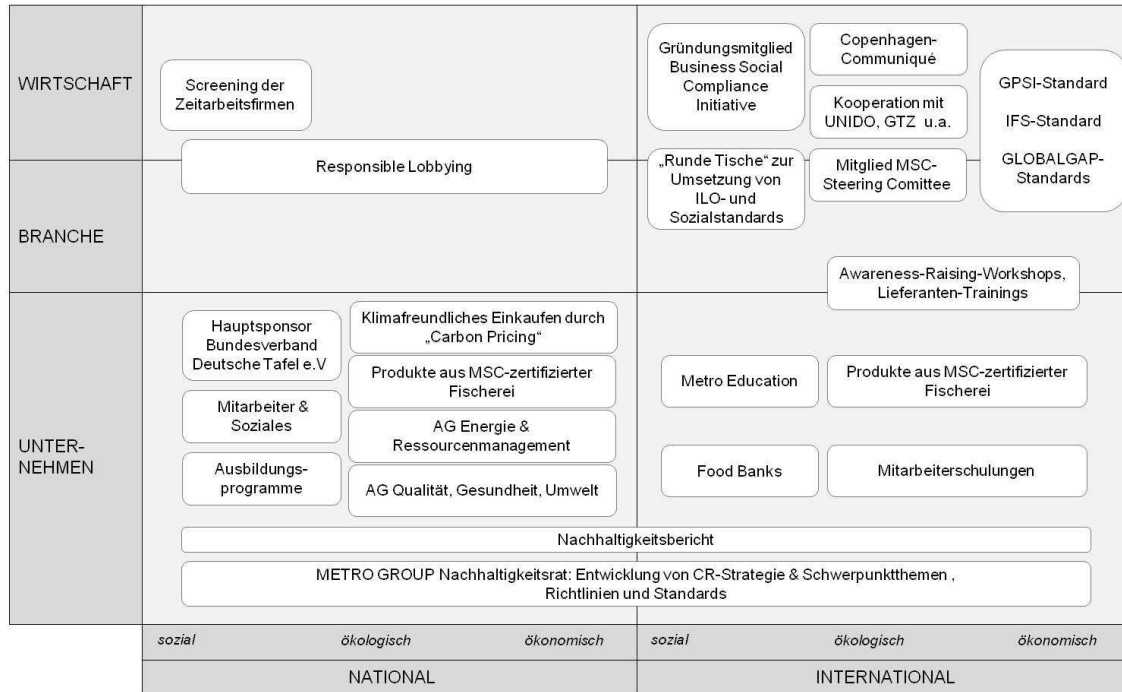 WIRTSCHAFT
Screening der
Zeitarbeitsfirmen
Responsible Lobbying
Gründungsmitglied
Business Social
Compliance
Initiative
Copenhagen-
Communiqué
Kooperation mit
UNIDO, GTZ u.a.
GPSI-Standard
IFS-Standard
GLOBALGAP-
Standards
„Runde Tische“ zur
Umsetzung von
ILO- und
Sozialstandards
Mitglied MSC-
Steering Comittee
BRANCHE
Awareness-Raising-Workshops,
Lieferanten-Trainings
UNTER-
NEHMEN
Hauptsponsor
Bundesverband
Deutsche Tafel e.V
Klimafreundliches Einkaufen durch
„Carbon Pricing“
Produkte aus MSC-zertifizierter
Fischerei
Mitarbeiter &
Soziales
AG Energie &
Ressourcenmanagement
Ausbildungs-
programme
AG Qualität, Gesundheit, Umwelt
Metro Education
Produkte aus MSC-zertifizierter
Fischerei
Food Banks
Mitarbeiterschulungen
Nachhaltigkeitsbericht
METRO GROUP Nachhaltigkeitsrat: Entwicklung von CR-Strategie & Schwerpunktthemen ,
Richtlinien und Standards
sozial ökologisch ökonomisch sozial ökologisch ökonomisch
NATIONAL INTERNATIONAL